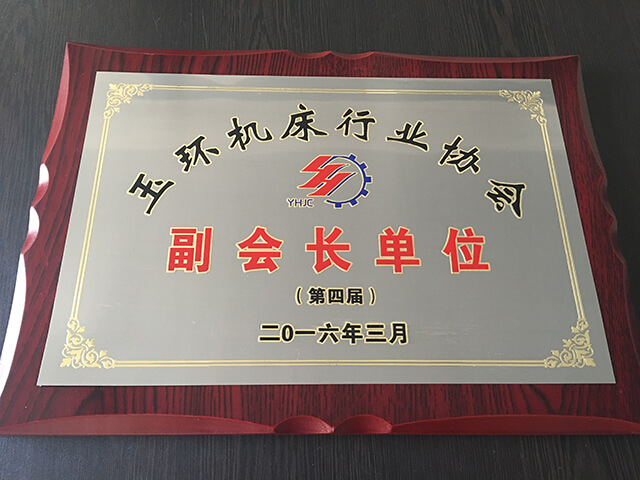 玉环机床行业协会
YHJC
副会长单位
（第四届）
二〇一六年三月